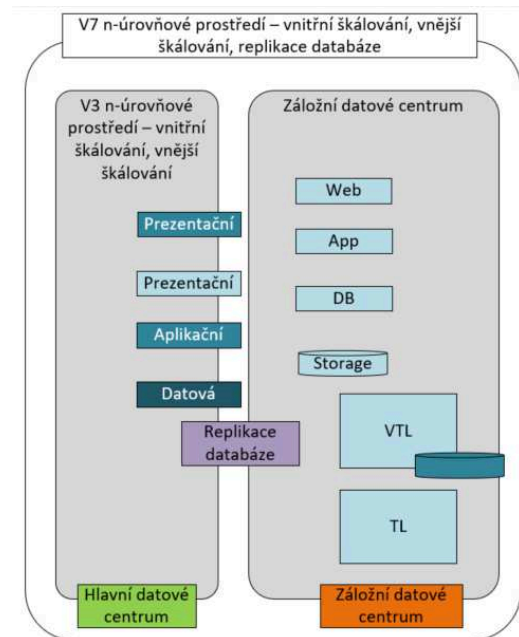 V7 n-úrovňové prostředí – vnitřní škálování, vnější
škálování, replikace databáze
V3 n-úrovňové
prostředí – vnitřní
škálování, vnější
škálování
Prezentační
Prezentační
Aplikační
Datová
Replikace
databáze
Hlavní datové
centrum
Záložní datové centrum
Web
App
DB
Storage
VTL
TL
Záložní datové
centrum